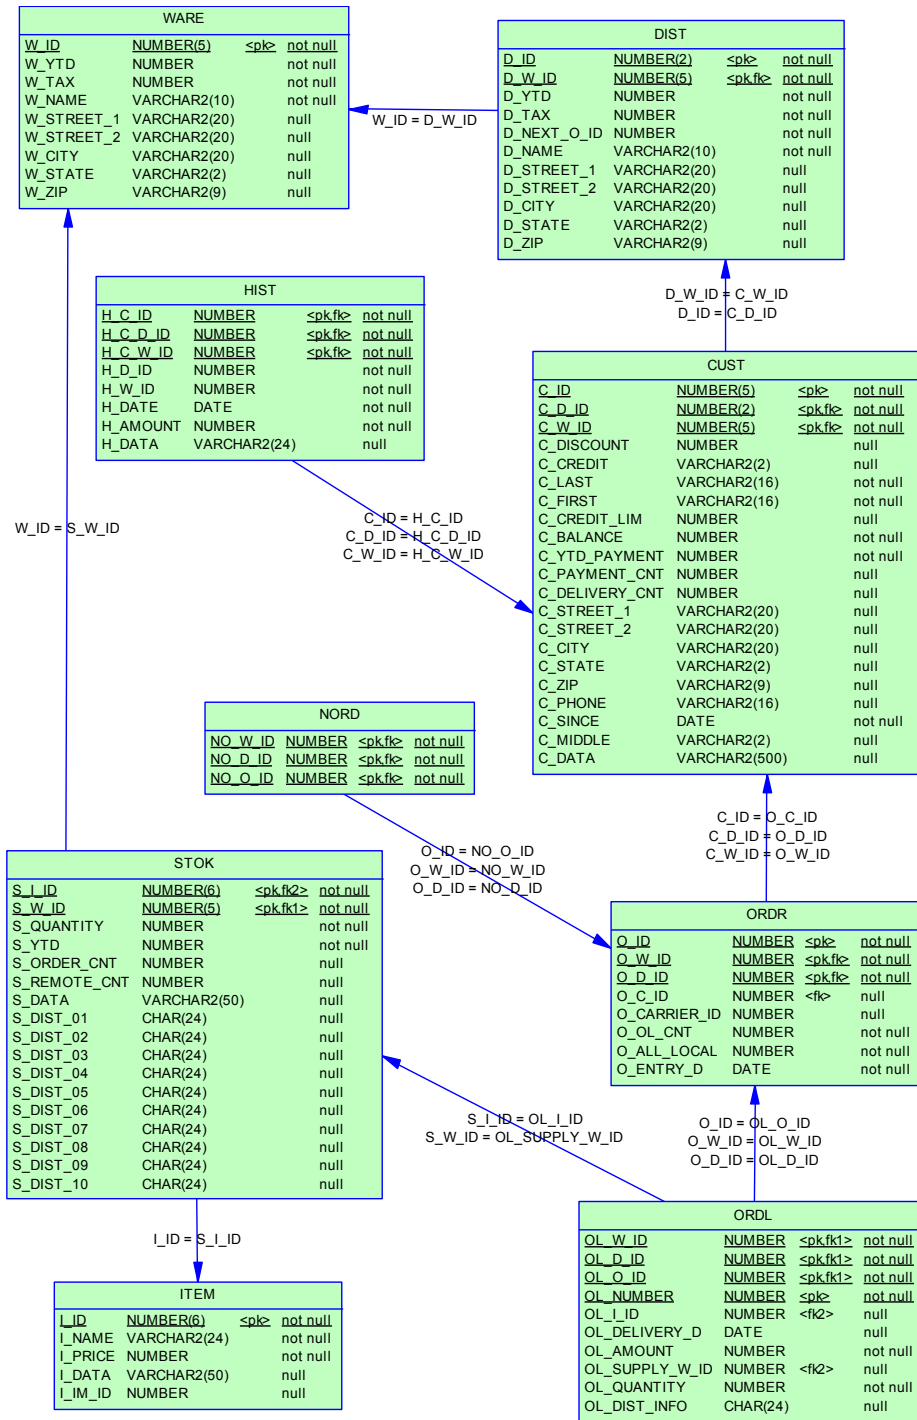 WARE
W_ID NUMBER(5) <pk> not null
W_YTD NUMBER not null
W_TAX NUMBER not null
W_NAME VARCHAR2(10) not null
W_STREET_1 VARCHAR2(20) null
W_STREET_2 VARCHAR2(20) null
W_CITY VARCHAR2(20) null
W_STATE VARCHAR2(2) null
W_ZIP VARCHAR2(9) null
W_ID = D_W_ID
DIST
D_ID NUMBER(2) <pk> not null
D_W_ID NUMBER(5) <pk,fk> not null
D_YTD NUMBER not null
D_TAX NUMBER not null
D_NEXT_O_ID NUMBER not null
D_NAME VARCHAR2(10) not null
D_STREET_1 VARCHAR2(20) null
D_STREET_2 VARCHAR2(20) null
D_CITY VARCHAR2(20) null
D_STATE VARCHAR2(2) null
D_ZIP VARCHAR2(9) null
D_W_ID = C_W_ID
D_ID = C_D_ID
HIST
H_C_ID NUMBER <pk,fk> not null
H_C_D_ID NUMBER <pk,fk> not null
H_C_W_ID NUMBER <pk,fk> not null
H_D_ID NUMBER not null
H_W_ID NUMBER not null
H_DATE DATE not null
H_AMOUNT NUMBER not null
H_DATA VARCHAR2(24) null
W_ID = S_W_ID
C_ID = H_C_ID
C_D_ID = H_C_D_ID
C_W_ID = H_C_W_ID
CUST
C_ID NUMBER(5) <pk> not null
C_D_ID NUMBER(2) <pk,fk> not null
C_W_ID NUMBER(5) <pk,fk> not null
C_DISCOUNT NUMBER null
C_CREDIT VARCHAR2(2) null
C_LAST VARCHAR2(16) not null
C_FIRST VARCHAR2(16) not null
C_CREDIT_LIM NUMBER null
C_BALANCE NUMBER not null
C_YTD_PAYMENT NUMBER not null
C_PAYMENT_CNT NUMBER null
C_DELIVERY_CNT NUMBER null
C_STREET_1 VARCHAR2(20) null
C_STREET_2 VARCHAR2(20) null
C_CITY VARCHAR2(20) null
C_STATE VARCHAR2(2) null
C_ZIP VARCHAR2(9) null
C_PHONE VARCHAR2(16) null
C_SINCE DATE not null
C_MIDDLE VARCHAR2(2) null
C_DATA VARCHAR2(500) null
NORD
NO_W_ID NUMBER <pk,fk> not null
NO_D_ID NUMBER <pk,fk> not null
NO_O_ID NUMBER <pk,fk> not null
O_ID = NO_O_ID
O_W_ID = NO_W_ID
O_D_ID = NO_D_ID
C_ID = O_C_ID
C_D_ID = O_D_ID
C_W_ID = O_W_ID
STOK
S_I_ID NUMBER(6) <pk,fk2> not null
S_W_ID NUMBER(5) <pk,fk1> not null
S_QUANTITY NUMBER not null
S_YTD NUMBER not null
S_ORDER_CNT NUMBER null
S_REMOTE_CNT NUMBER null
S_DATA VARCHAR2(50) null
S_DIST_01 CHAR(24) null
S_DIST_02 CHAR(24) null
S_DIST_03 CHAR(24) null
S_DIST_04 CHAR(24) null
S_DIST_05 CHAR(24) null
S_DIST_06 CHAR(24) null
S_DIST_07 CHAR(24) null
S_DIST_08 CHAR(24) null
S_DIST_09 CHAR(24) null
S_DIST_10 CHAR(24) null
ORDR
O_ID NUMBER <pk> not null
O_W_ID NUMBER <pk,fk> not null
O_D_ID NUMBER <pk,fk> not null
O_C_ID NUMBER <fk> null
O_CARRIER_ID NUMBER null
O_OL_CNT NUMBER not null
O_ALL_LOCAL NUMBER not null
O_ENTRY_D DATE not null
S_I_ID = OL_I_ID
S_W_ID = OL_SUPPLY_W_ID
O_ID = OL_O_ID
O_W_ID = OL_W_ID
O_D_ID = OL_D_ID
I_ID = S_I_ID
ITEM
I_ID NUMBER(6) <pk> not null
I_NAME VARCHAR2(24) not null
I_PRICE NUMBER not null
I_DATA VARCHAR2(50) null
I_IM_ID NUMBER null
ORDL
OL_W_ID NUMBER <pk,fk1> not null
OL_D_ID NUMBER <pk,fk1> not null
OL_O_ID NUMBER <pk,fk1> not null
OL_NUMBER NUMBER <pk> not null
OL_I_ID NUMBER <fk2> null
OL_DELIVERY_D DATE null
OL_AMOUNT NUMBER not null
OL_SUPPLY_W_ID NUMBER <fk2> null
OL_QUANTITY NUMBER not null
OL_DIST_INFO CHAR(24) null